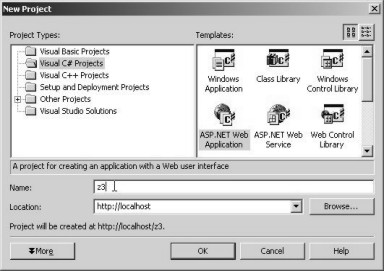 New Project
Project Types:
Templates:
Visual Basic Projects
Visual C# Projects
Visual C++ Projects
Setup and Deployment Projects
Other Projects
Visual Studio Solutions
Windows Application
Class Library
Windows Control Library
ASP.NET Web Application
ASP.NET Web Service
Web Control Library
A project for creating an application with a Web user interface
Name:
z3
Location:
http://localhost
Browse...
Project will be created at http://localhost/z3.
More
OK
Cancel
Help